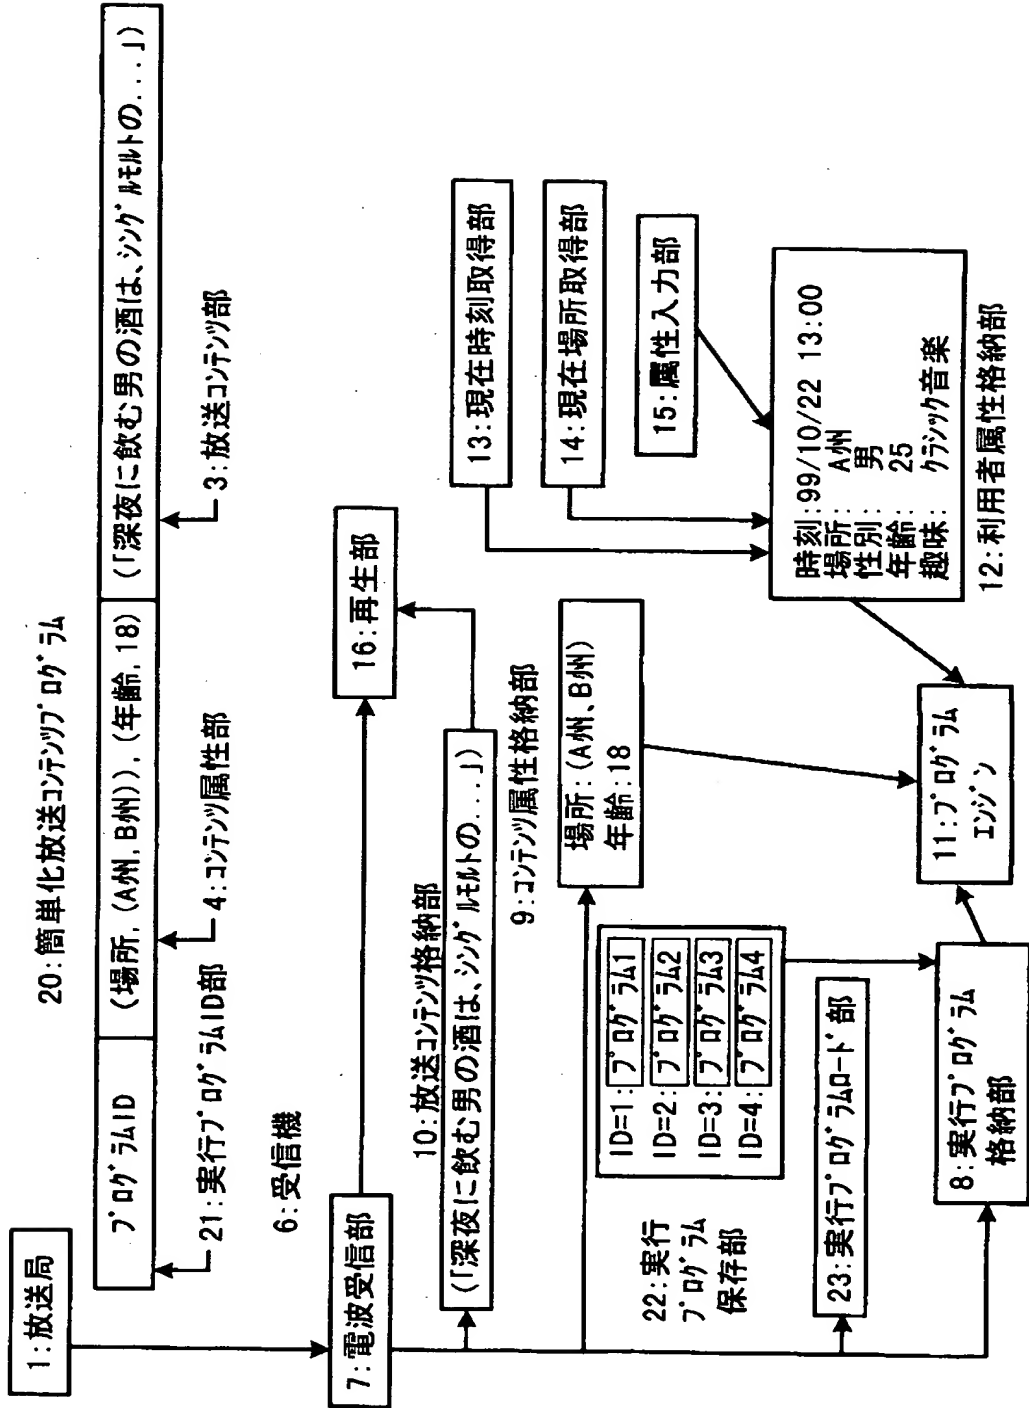 1:放送局
20:簡単化放送コンテンツプログラム
プログラムID
(場所, (A州, B州)), (年齢, 18)
(「深夜に飲む男の酒は、シングルモルトの...」)
21:実行プログラムID部
4:コンテンツ属性部
3:放送コンテンツ部
6:受信機
7:電波受信部
16:再生部
10:放送コンテンツ格納部
(「深夜に飲む男の酒は、シングルモルトの...」)
13:現在時刻取得部
14:現在場所取得部
15:属性入力部
9:コンテンツ属性格納部
場所:(A州、B州)
年齢:18
時刻:99/10/22 13:00
場所: A州
性別: 男
年齢: 25
趣味: クラシック音楽
12:利用者属性格納部
22:実行
プログラム
保存部
ID=1:プログラム1
ID=2:プログラム2
ID=3:プログラム3
ID=4:プログラム4
23:実行プログラムロード部
8:実行プログラム
格納部
11:プログラム
エンジン